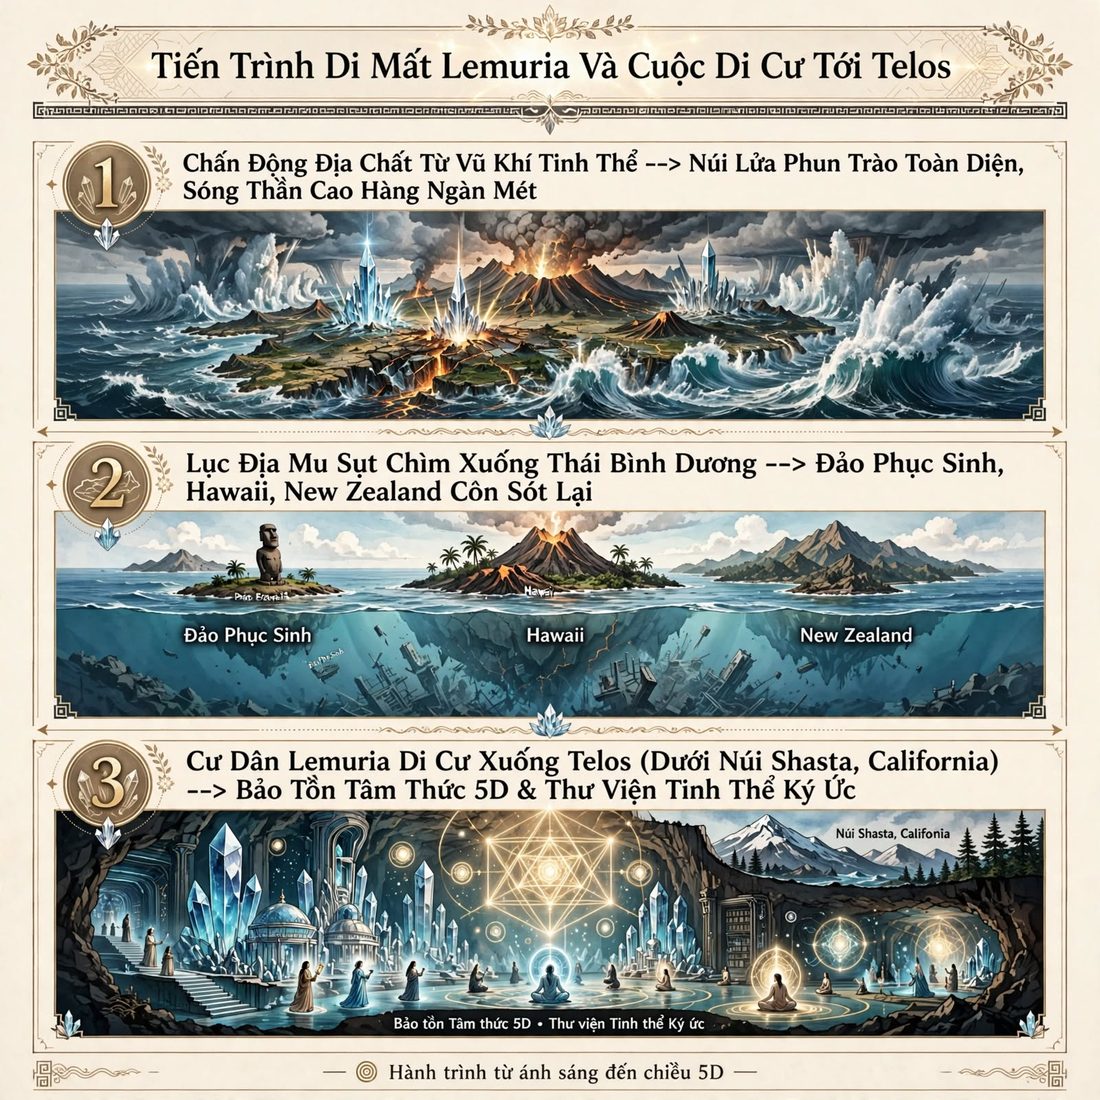 Tiến Trình Di Mất Lemuria Và Cuộc Di Cư Tới Telos
1
Chấn Động Địa Chất Từ Vũ Khí Tinh Thể --> Núi Lửa Phun Trào Toàn Diện,
Sóng Thần Cao Hàng Ngàn Mét
2
Lục Địa Mu Sụt Chìm Xuống Thái Bình Dương --> Đảo Phục Sinh,
Hawaii, New Zealand Côn Sót Lại
Đảo Phục Sinh
Hawaii
New Zealand
3
Cư Dân Lemuria Di Cư Xuống Telos (Dưới Núi Shasta, California)
--> Bảo Tồn Tâm Thức 5D & Thư Viện Tinh Thể Ký Ức
Núi Shasta, Califonia
Bảo tồn Tâm thức 5D • Thư viện Tinh thể Ký ức
Hành trình từ ánh sáng đến chiều 5D